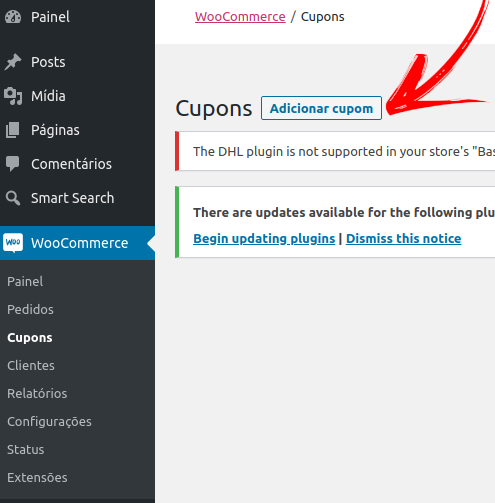 Painel
Posts
Mídia
Páginas
Comentários
Smart Search
Woo WooCommerce
Painel
Pedidos
Cupons
Clientes
Relatórios
Configurações
Status
Extensões
WooCommerce / Cupons
Cupons Adicionar cupom
The DHL plugin is not supported in your store's "Bas
There are updates available for the following plu
Begin updating plugins | Dismiss this notice